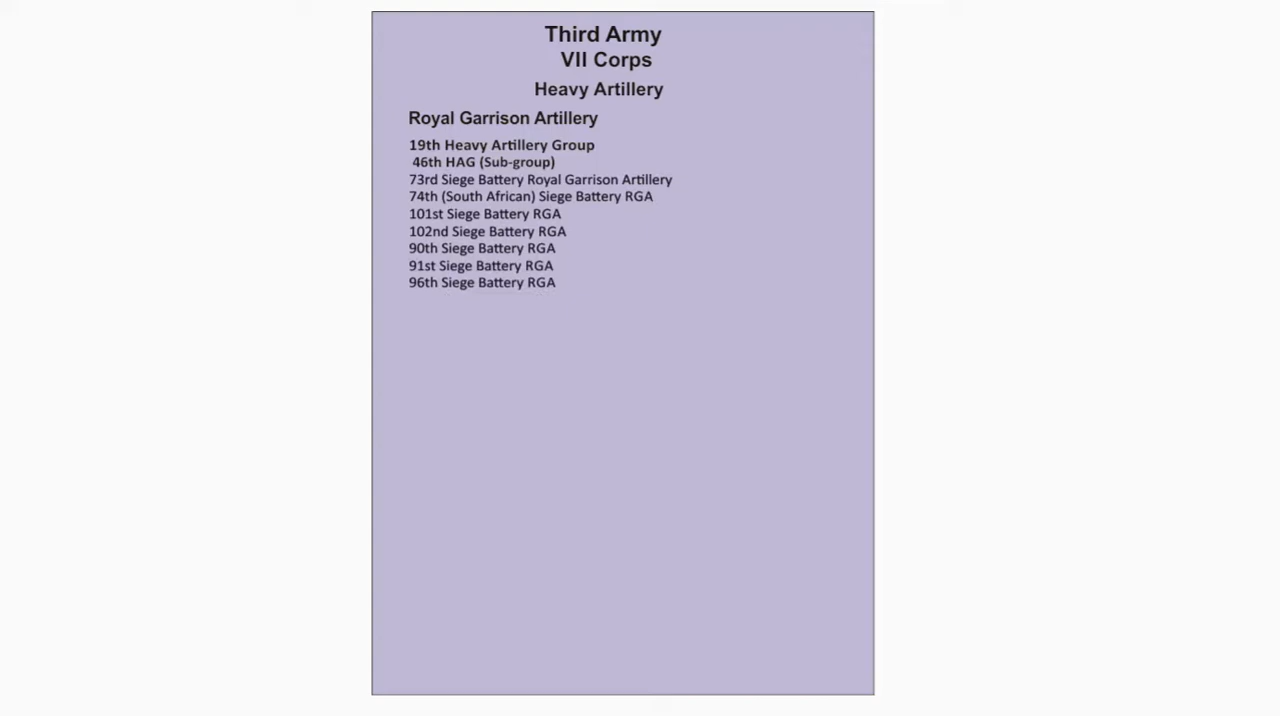 Third Army
VII Corps
Heavy Artillery
Royal Garrison Artillery
19th Heavy Artillery Group
46th HAG (Sub-group)
73rd Siege Battery Royal Garrison Artillery
74th (South African) Siege Battery RGA
101st Siege Battery RGA
102nd Siege Battery RGA
90th Siege Battery RGA
91st Siege Battery RGA
96th Siege Battery RGA